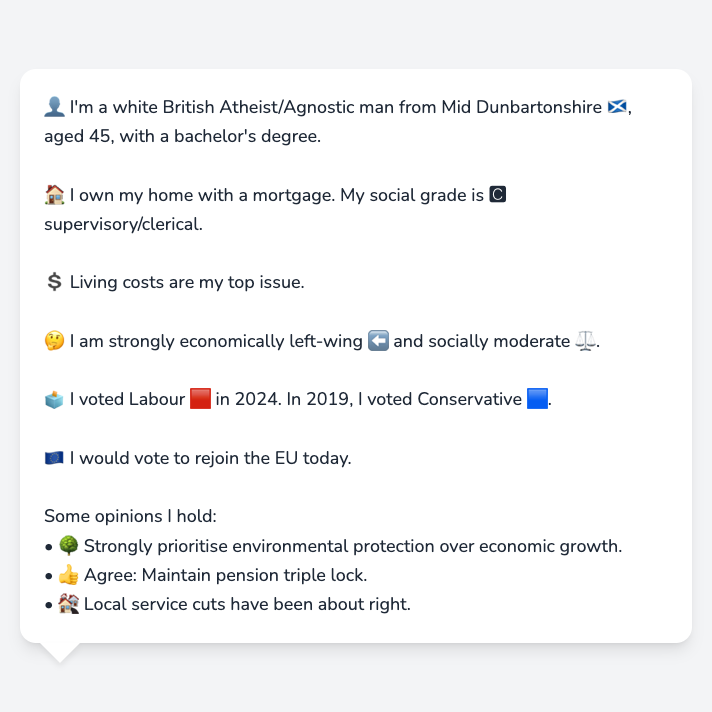 👤 I'm a white British Atheist/Agnostic man from Mid Dunbartonshire 🏴󠁧󠁢󠁳󠁣󠁴󠁿,
aged 45, with a bachelor's degree.
🏠 I own my home with a mortgage. My social grade is 🅲
supervisory/clerical.
💲 Living costs are my top issue.
🤔 I am strongly economically left-wing ⬅️ and socially moderate ⚖️.
🗳️ I voted Labour 🟥 in 2024. In 2019, I voted Conservative 🟦.
🇪🇺 I would vote to rejoin the EU today.
Some opinions I hold:
• 🌳 Strongly prioritise environmental protection over economic growth.
• 👍 Agree: Maintain pension triple lock.
• 🏘️ Local service cuts have been about right.